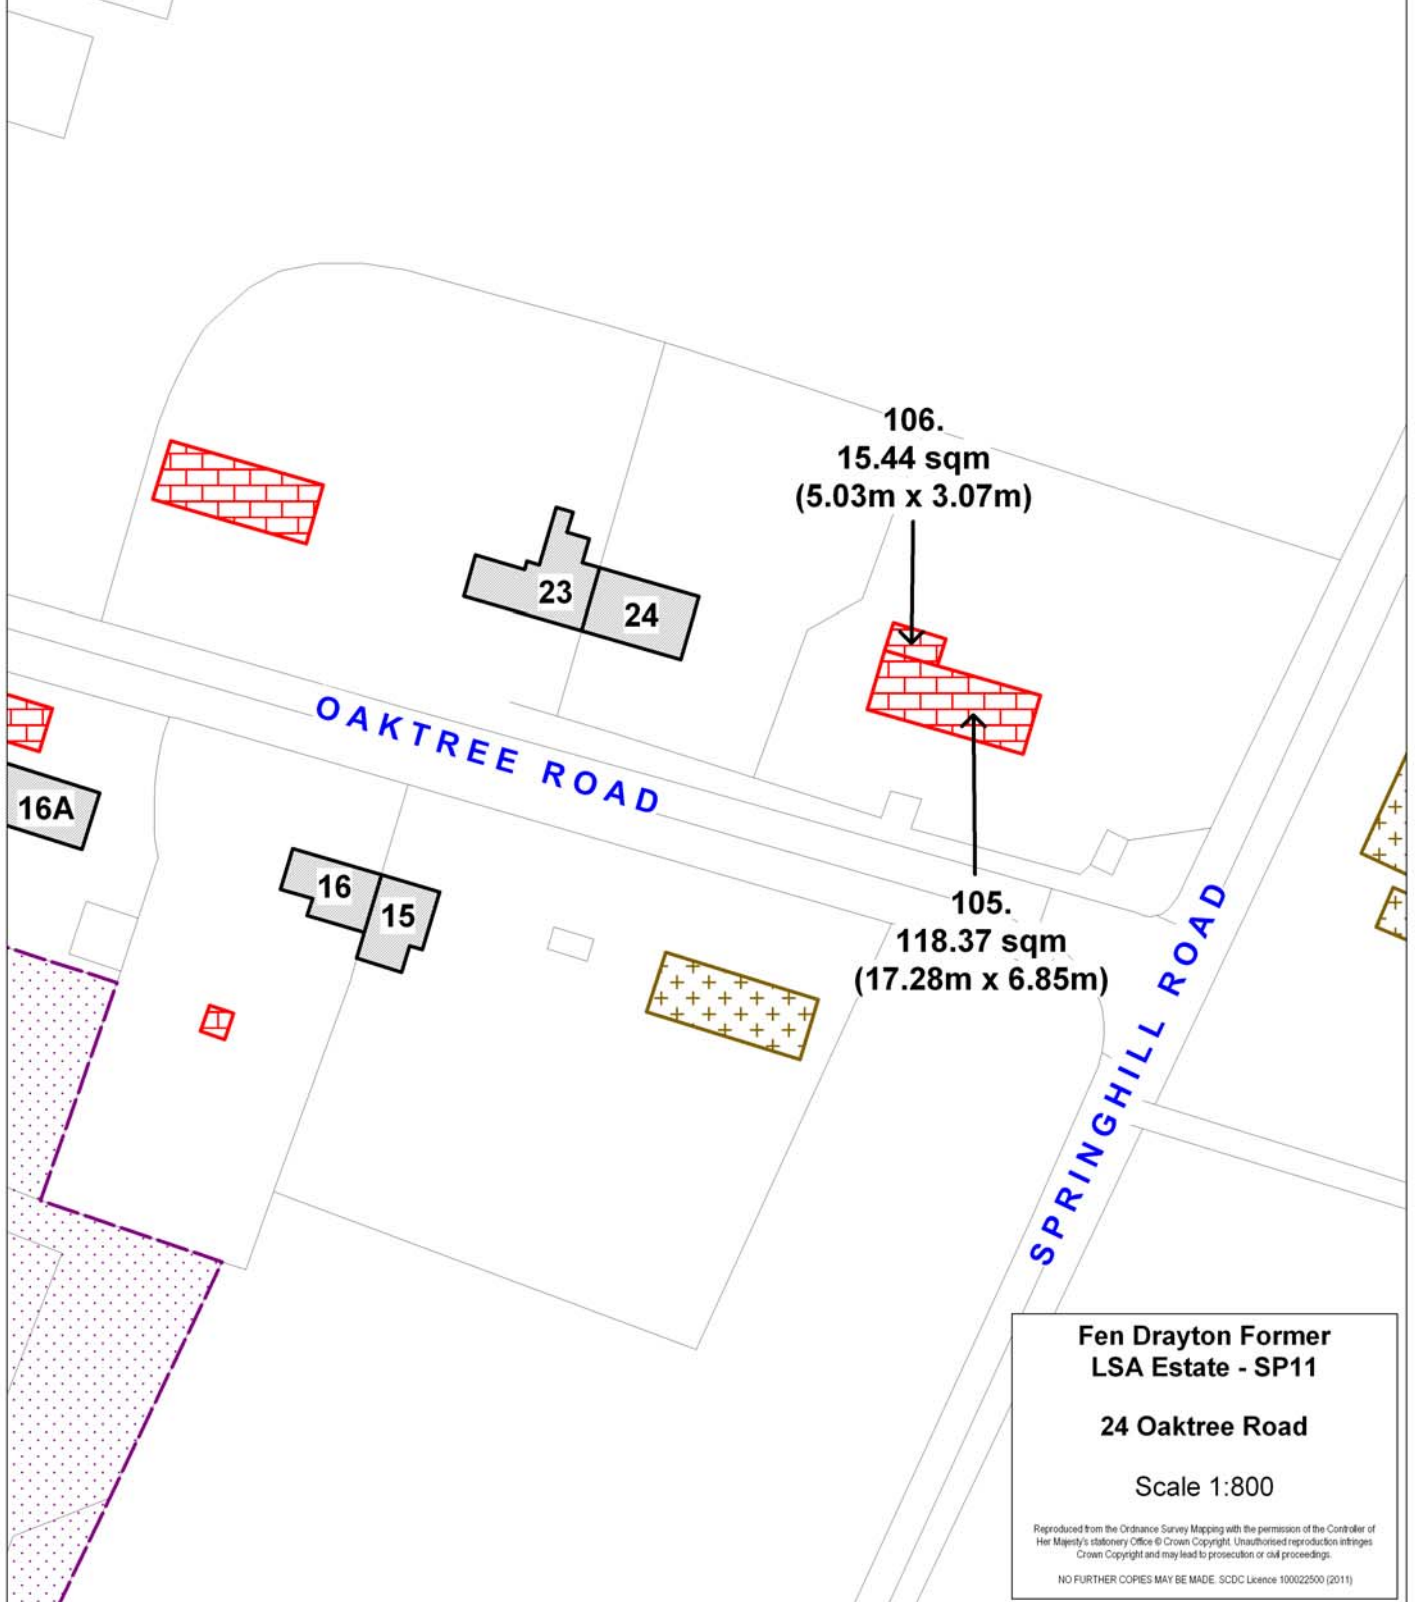 106.
15.44 sqm
(5.03m x 3.07m)
23
24
OAKTREE ROAD
16A
16
15
105.
118.37 sqm
(17.28m x 6.85m)
SPRINGHILL ROAD
Fen Drayton Former
LSA Estate - SP11
24 Oaktree Road
Scale 1:800
Reproduced from the Ordnance Survey Mapping with the permission of the Controller of
Her Majesty's stationery Office © Crown Copyright. Unauthorised reproduction infringes
Crown Copyright and may lead to prosecution or civil proceedings.
NO FURTHER COPIES MAY BE MADE. SCDC Licence 100022500 (2011)